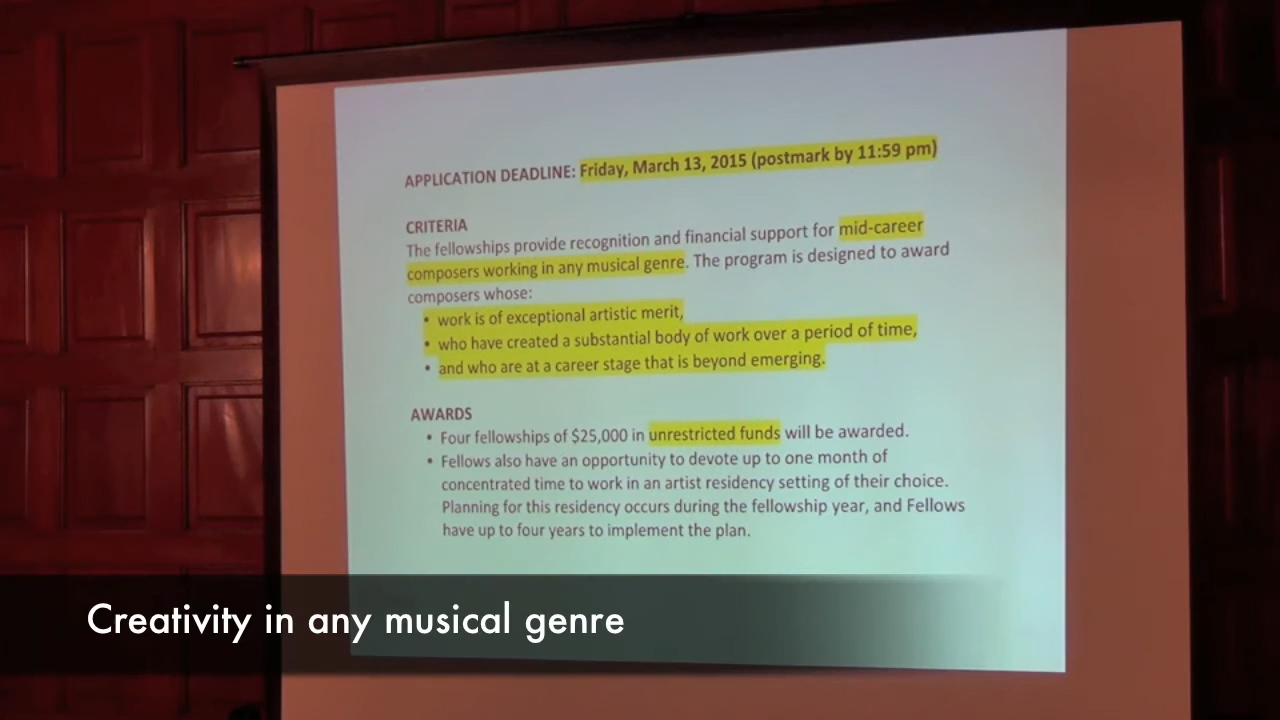 APPLICATION DEADLINE: Friday, March 13, 2015 (postmark by 11:59 pm)
CRITERIA
The fellowships provide recognition and financial support for mid-career
composers working in any musical genre. The program is designed to award
composers whose:
• work is of exceptional artistic merit,
• who have created a substantial body of work over a period of time,
• and who are at a career stage that is beyond emerging.
AWARDS
• Four fellowships of $25,000 in unrestricted funds will be awarded.
• Fellows also have an opportunity to devote up to one month of
concentrated time to work in an artist residency setting of their choice.
Planning for this residency occurs during the fellowship year, and Fellows
have up to four years to implement the plan.
Creativity in any musical genre